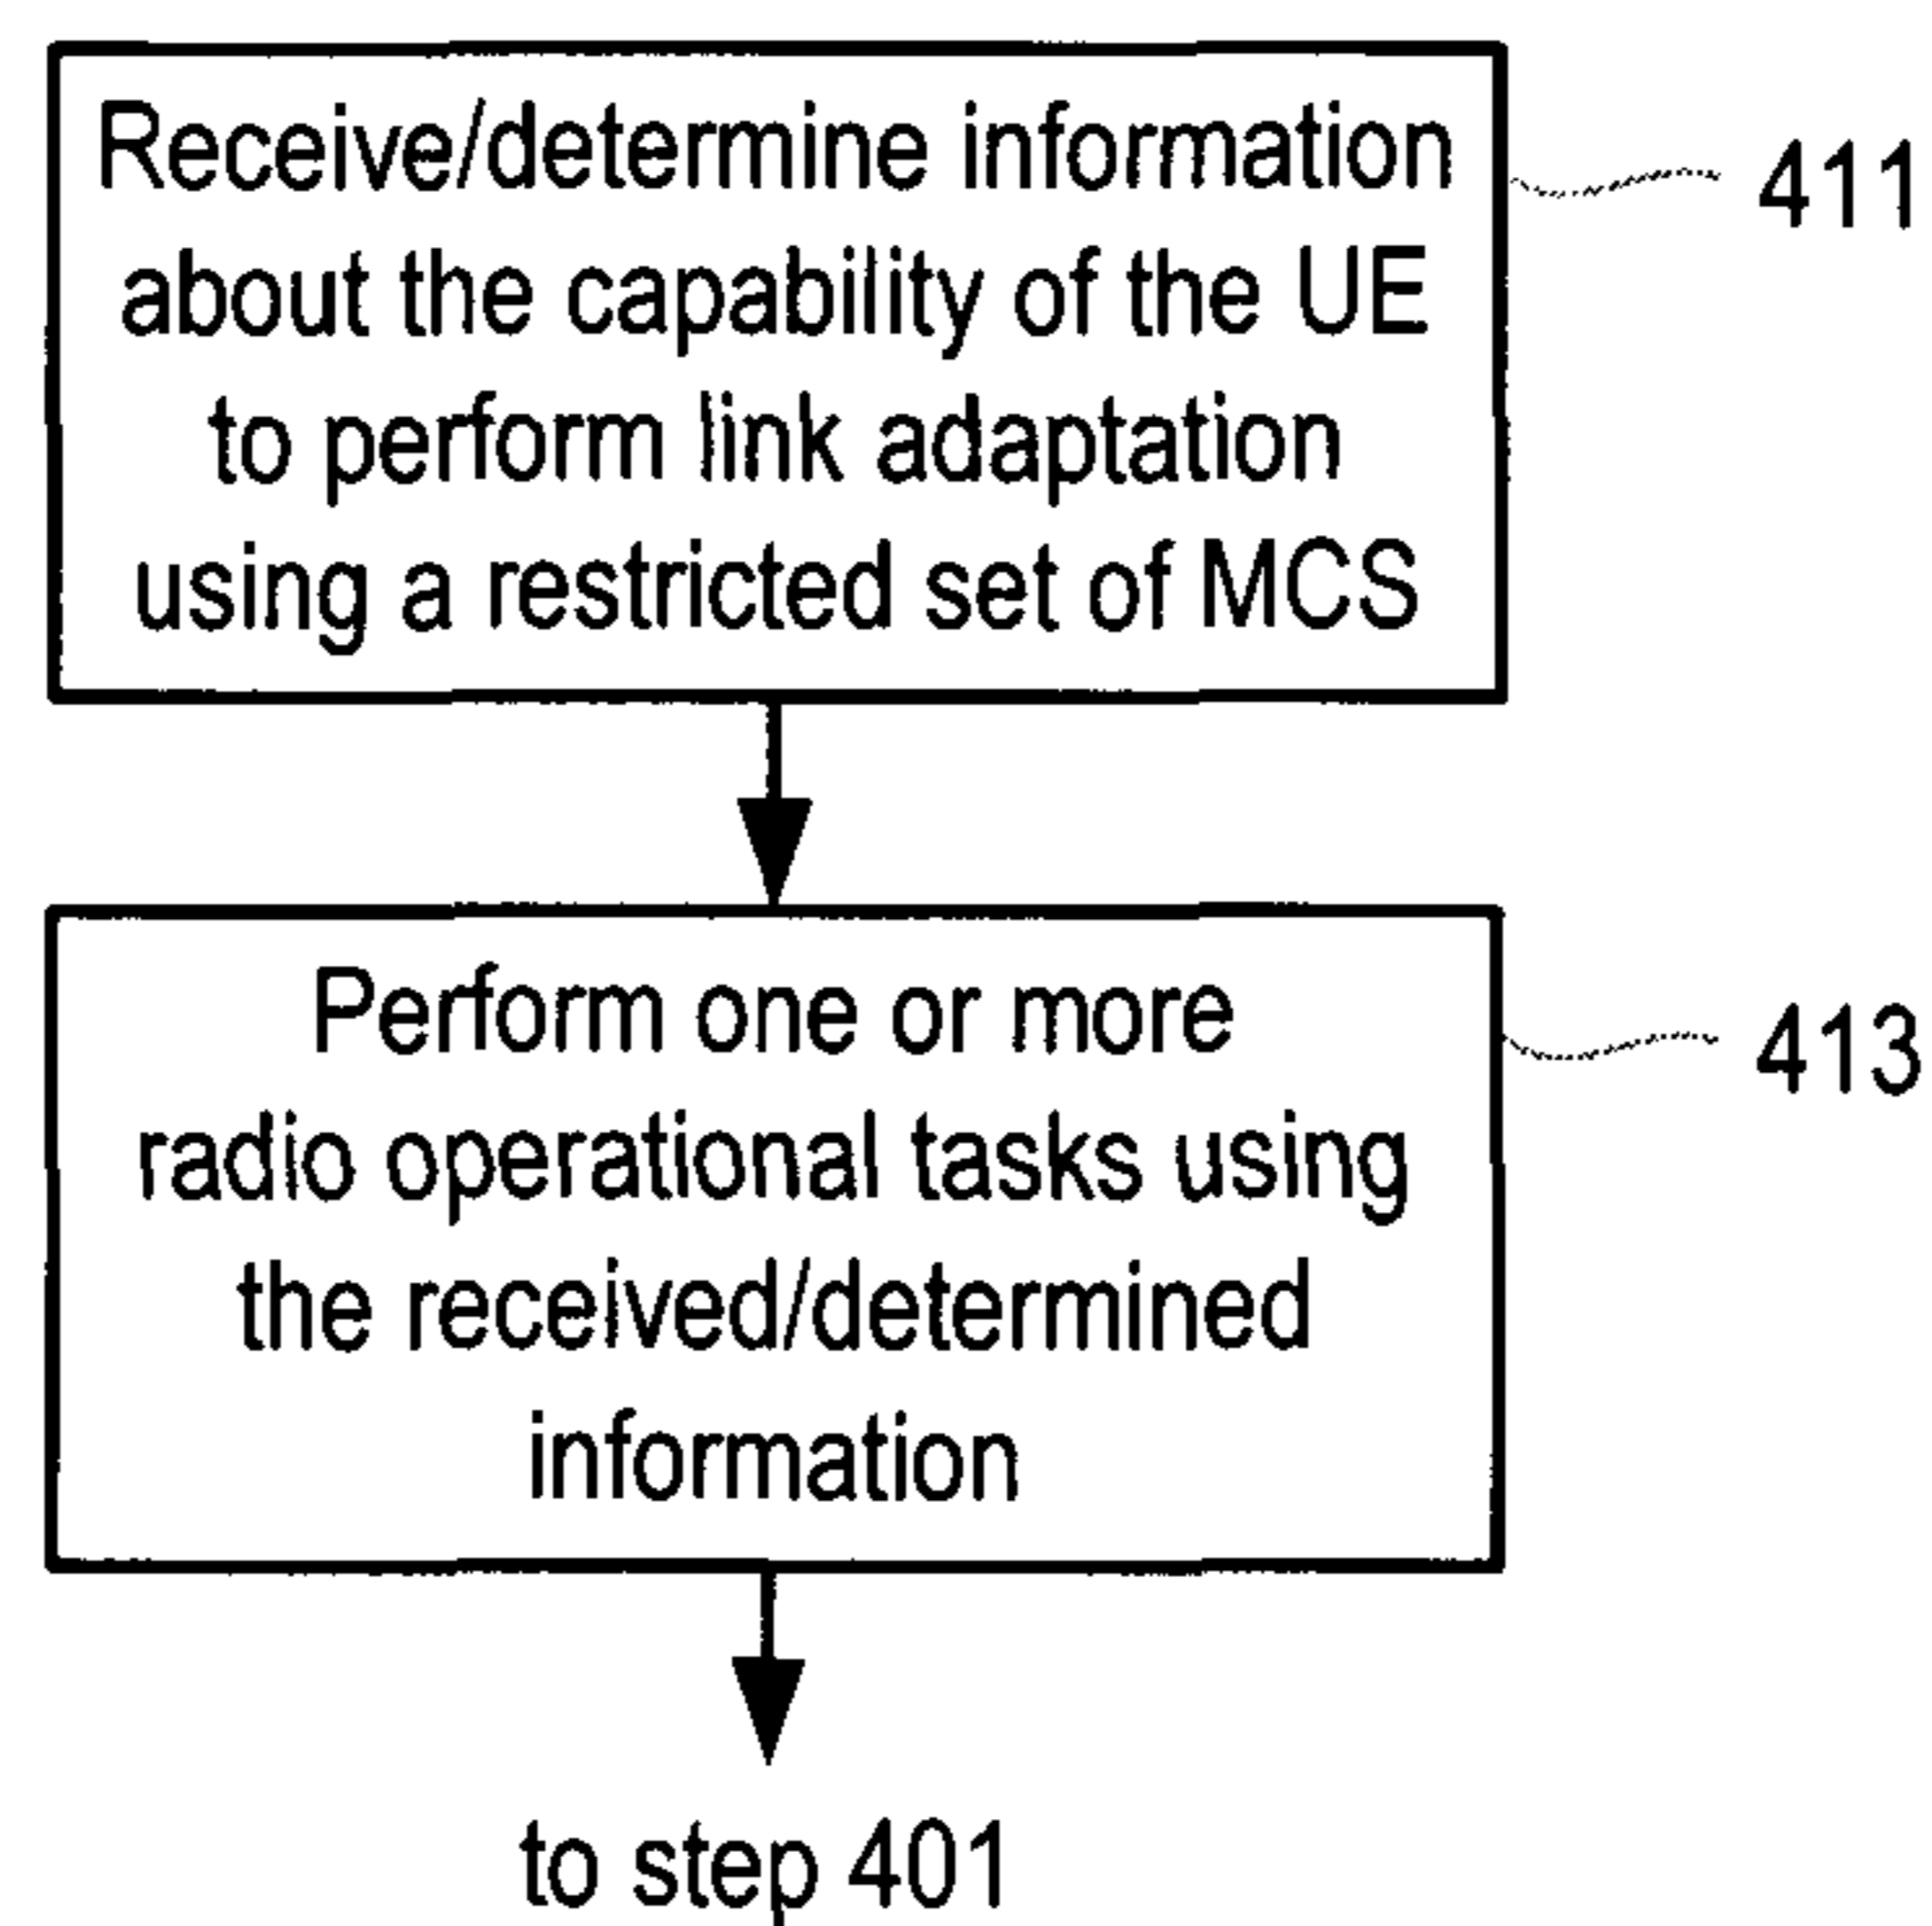 Receive/determine information
411
about the capability of the UE
to perform link adaptation
using a restricted set of MCS
Perform one or more
413
radio operational tasks using
the received/determined
information
to step 401